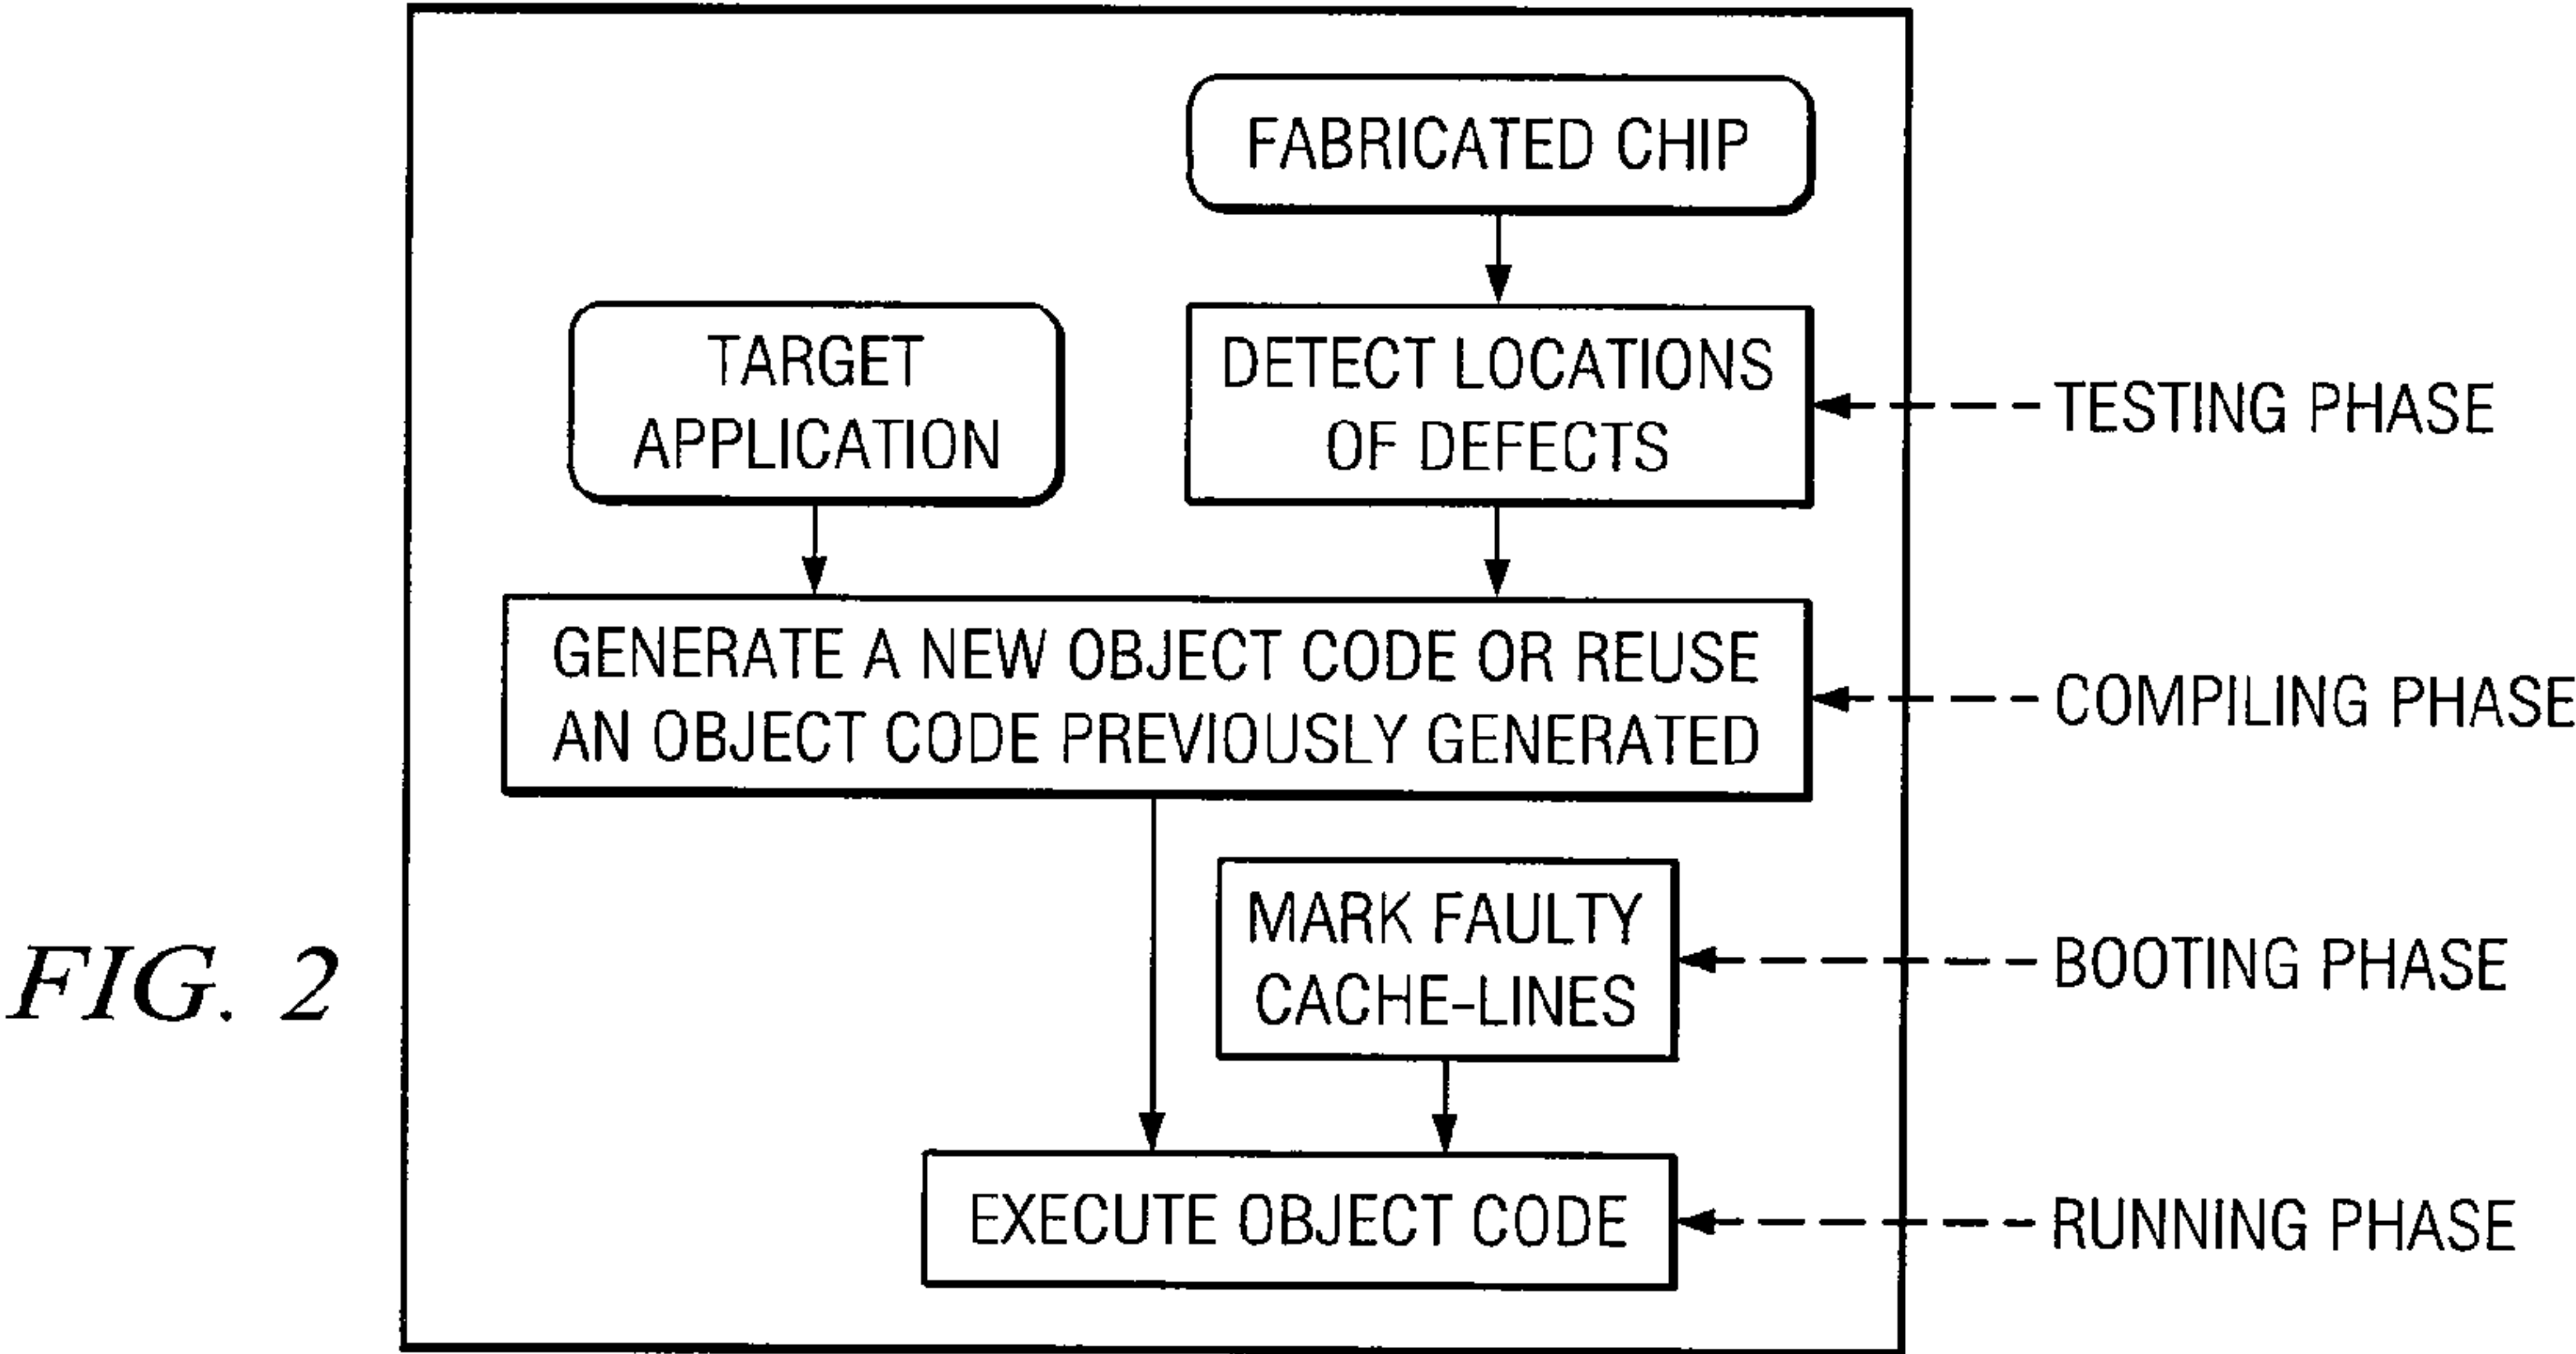 FABRICATED CHIP
TARGET
APPLICATION
DETECT LOCATIONS
OF DEFECTS
TESTING PHASE
GENERATE A NEW OBJECT CODE OR REUSE
AN OBJECT CODE PREVIOUSLY GENERATED
COMPILING PHASE
MARK FAULTY
CACHE-LINES
BOOTING PHASE
FIG. 2
EXECUTE OBJECT CODE
RUNNING PHASE